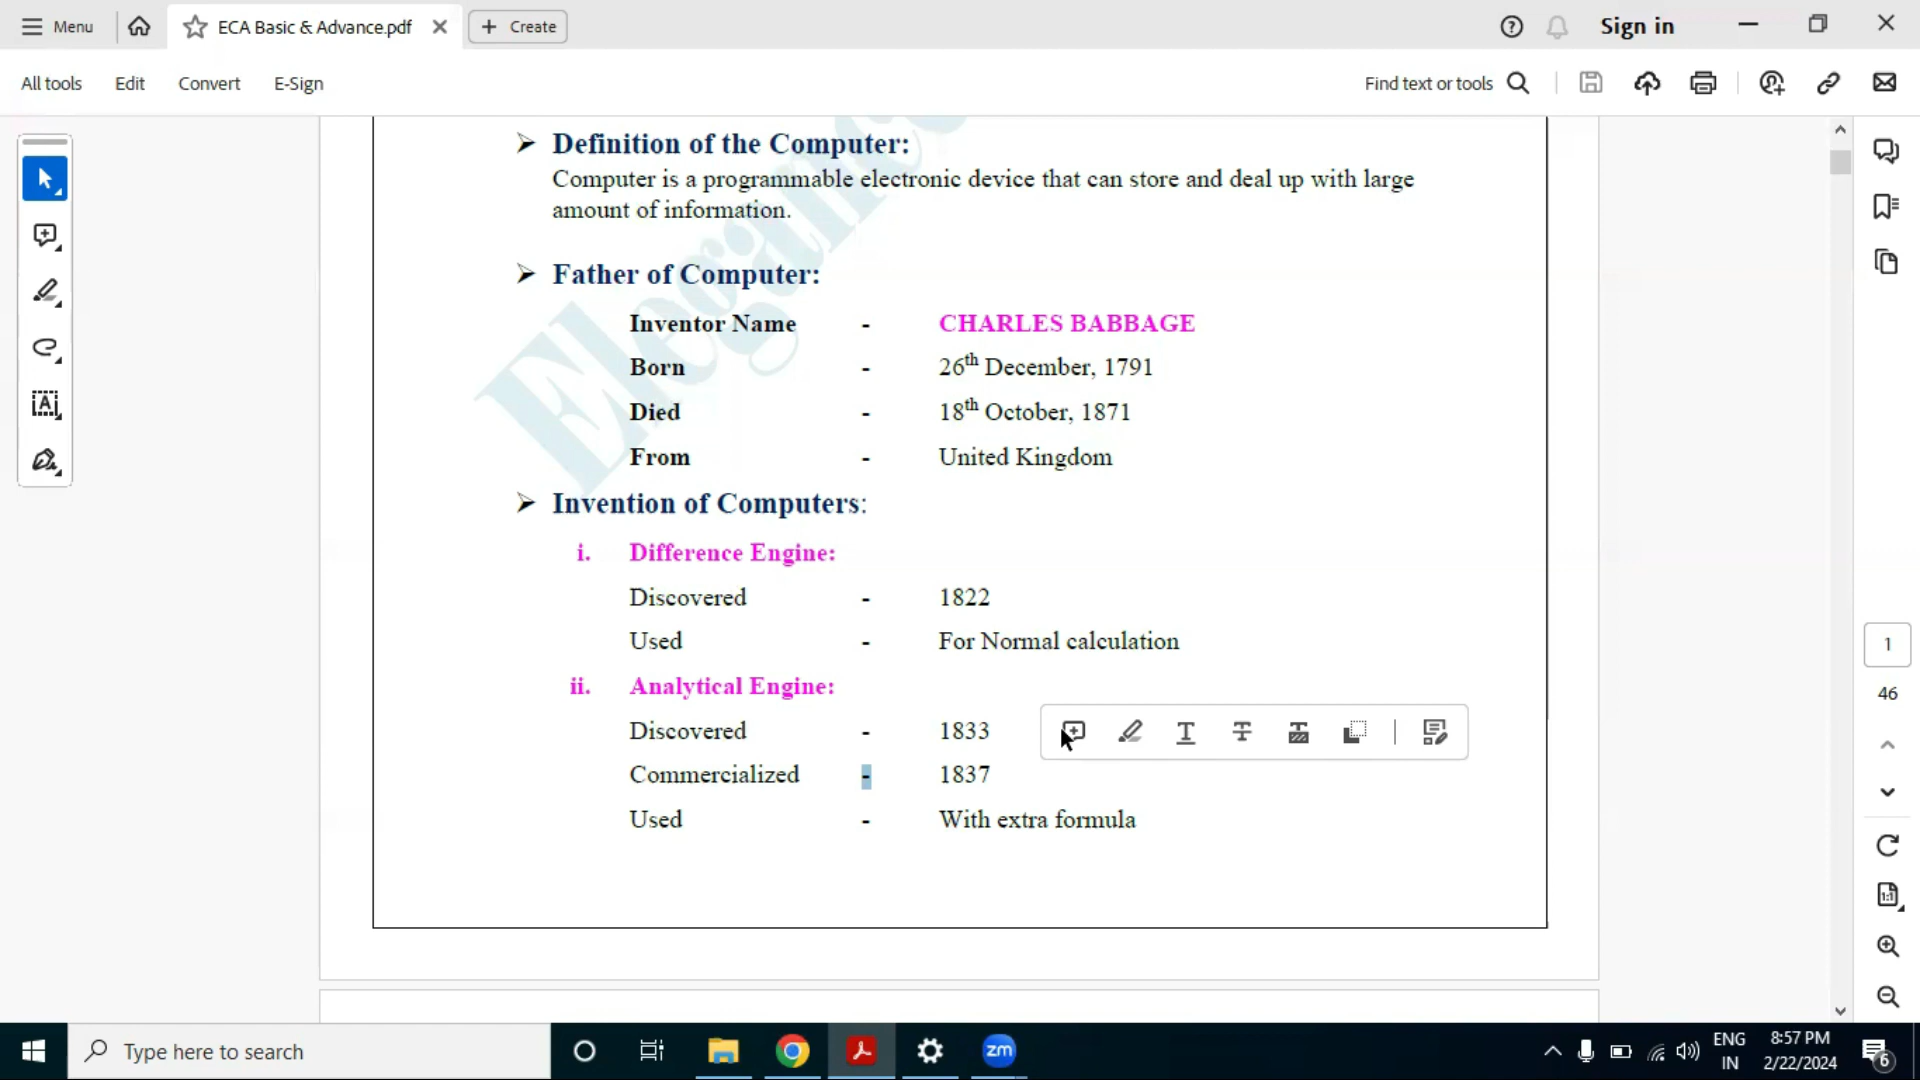 Menu
ECA Basic & Advance.pdf
Create
Sign in
All tools
Edit
Convert
E-Sign
Find text or tools
Elegance
➢ Definition of the Computer:
Computer is a programmable electronic device that can store and deal up with large
amount of information.
➢ Father of Computer:
Inventor Name - CHARLES BABBAGE
Born - 26th December, 1791
Died - 18th October, 1871
From - United Kingdom
➢ Invention of Computers:
i. Difference Engine:
Discovered - 1822
Used - For Normal calculation
ii. Analytical Engine:
Discovered - 1833
Commercialized - 1837
Used - With extra formula
1
46
Type here to search
zm
ENG
IN
8:57 PM
2/22/2024
6